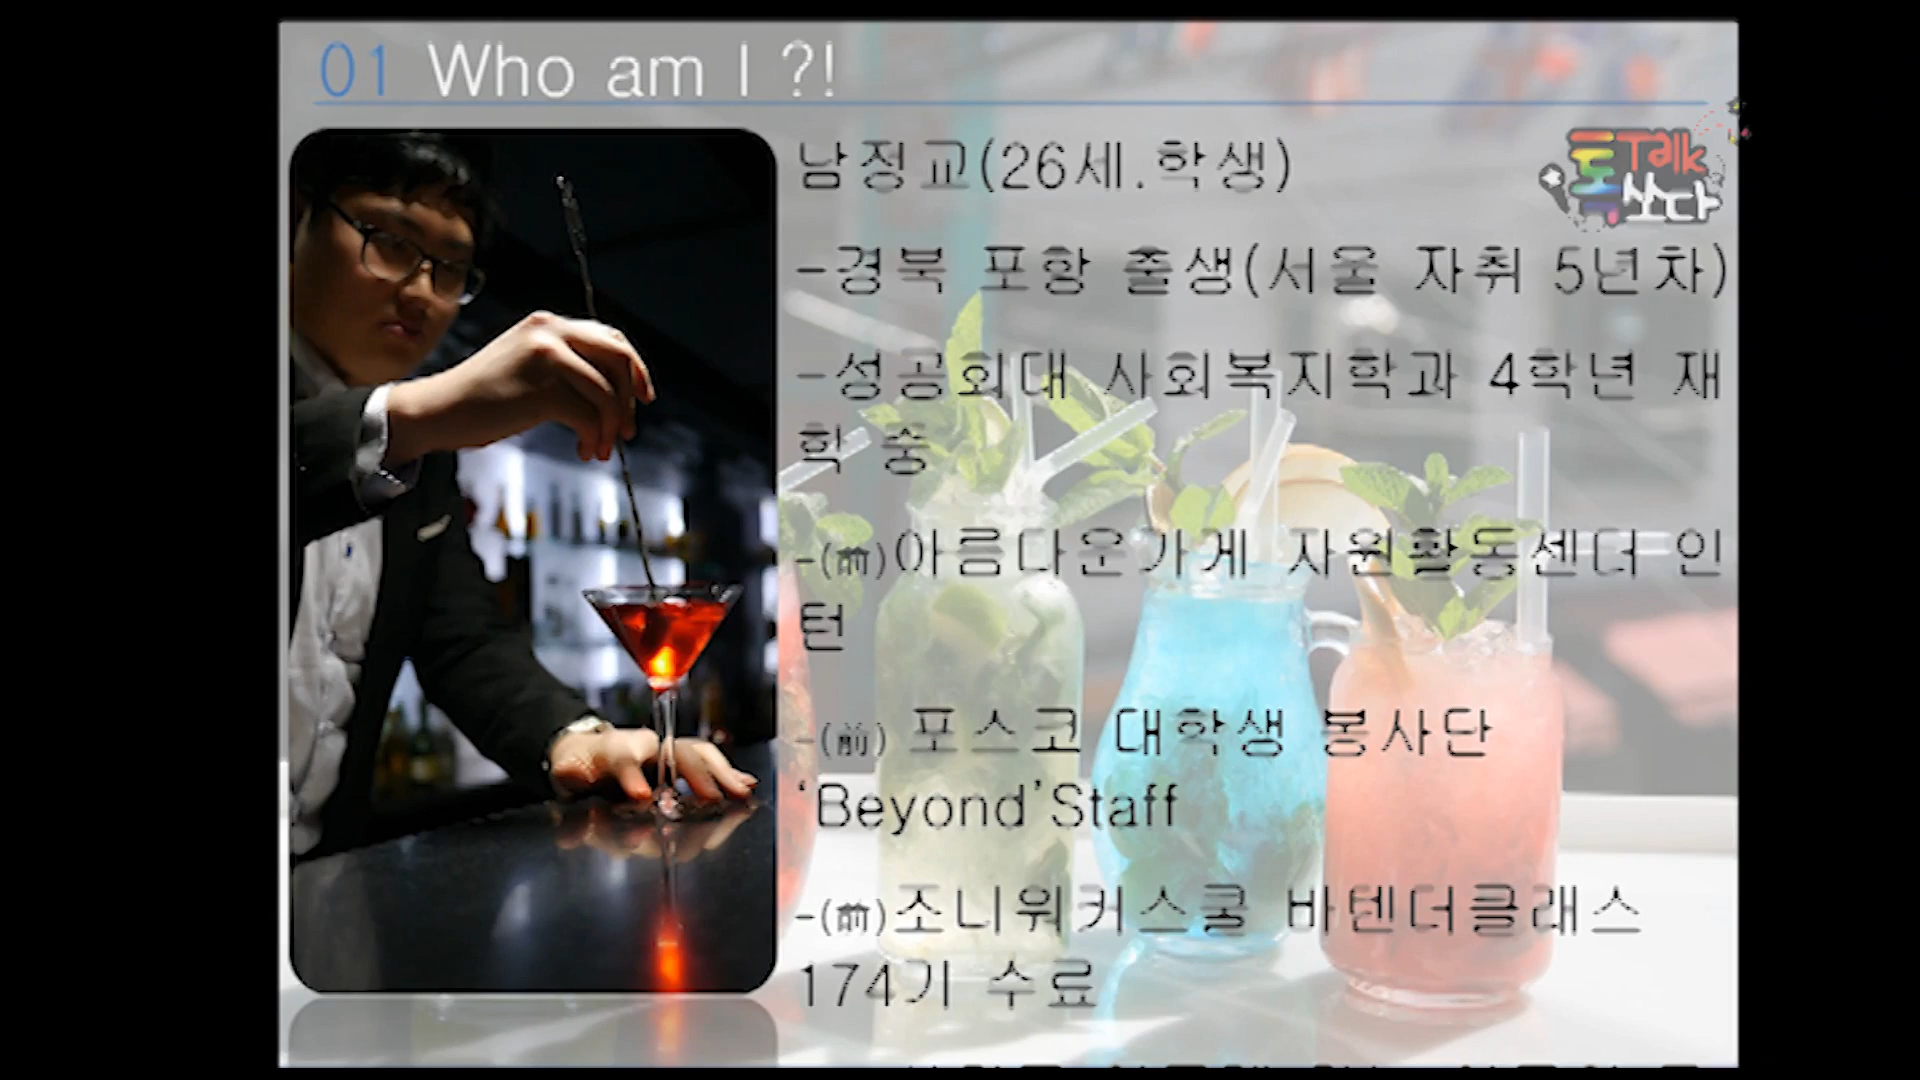 01 Who am I ?!
톡Talk
쏘다
남정교(26세.학생)
-경북 포항 출생(서울 자취 5년차)
-성공회대 사회복지학과 4학년 재
학 중
-(前)아름다운가게 자원활동센터 인
턴
-(前) 포스코 대학생 봉사단
‘Beyond’Staff
-(前)조니워커스쿨 바텐더클래스
174기 수료